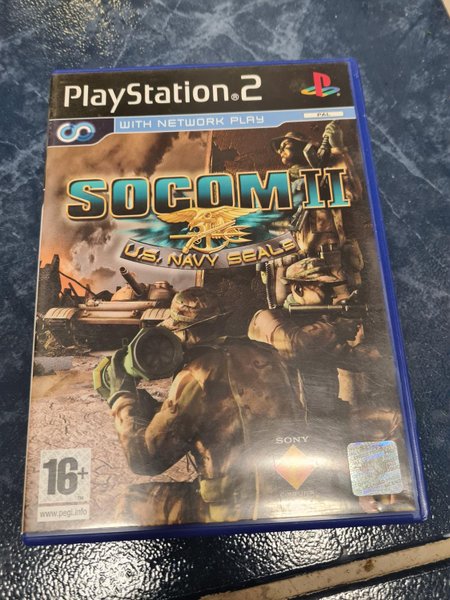 PlayStation®2
WITH NETWORK PLAY
PAL
SOCOM II
U.S. NAVY SEALs
16+
www.pegi.info
SONY